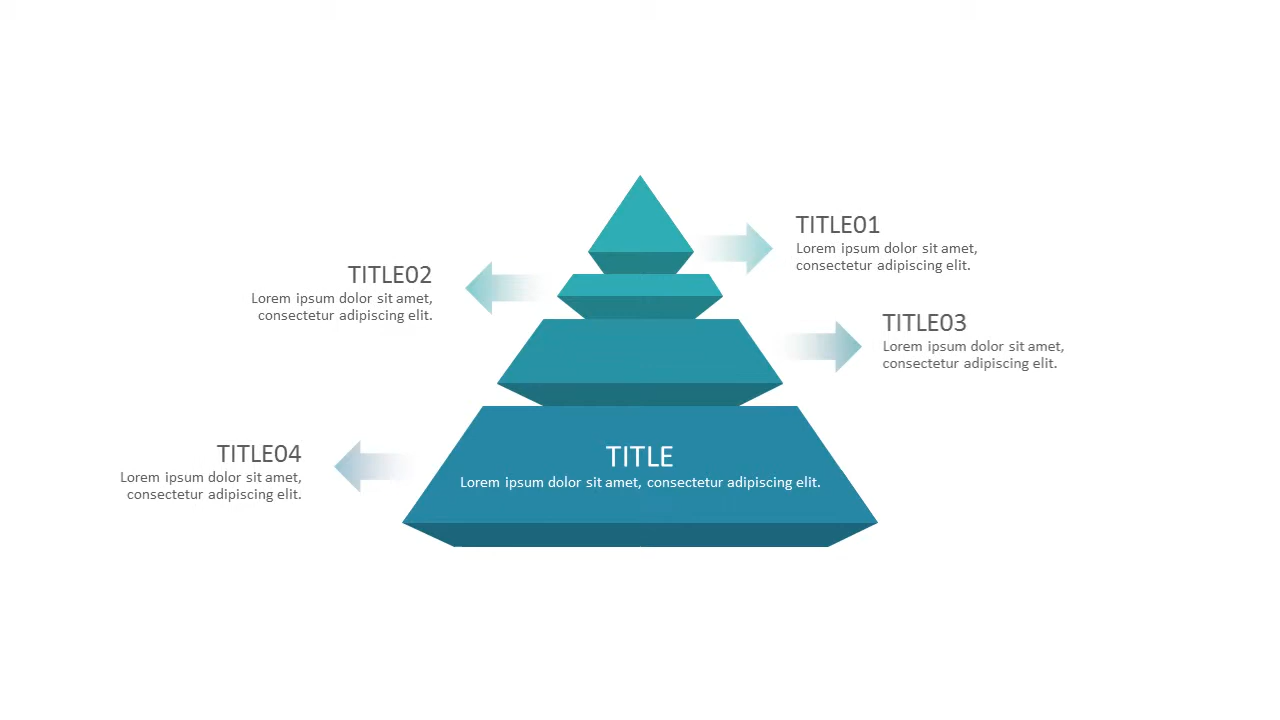 TITLE01
Lorem ipsum dolor sit amet,
consectetur adipiscing elit.
TITLE02
Lorem ipsum dolor sit amet,
consectetur adipiscing elit.
TITLE03
Lorem ipsum dolor sit amet,
consectetur adipiscing elit.
TITLE04
Lorem ipsum dolor sit amet,
consectetur adipiscing elit.
TITLE
Lorem ipsum dolor sit amet, consectetur adipiscing elit.